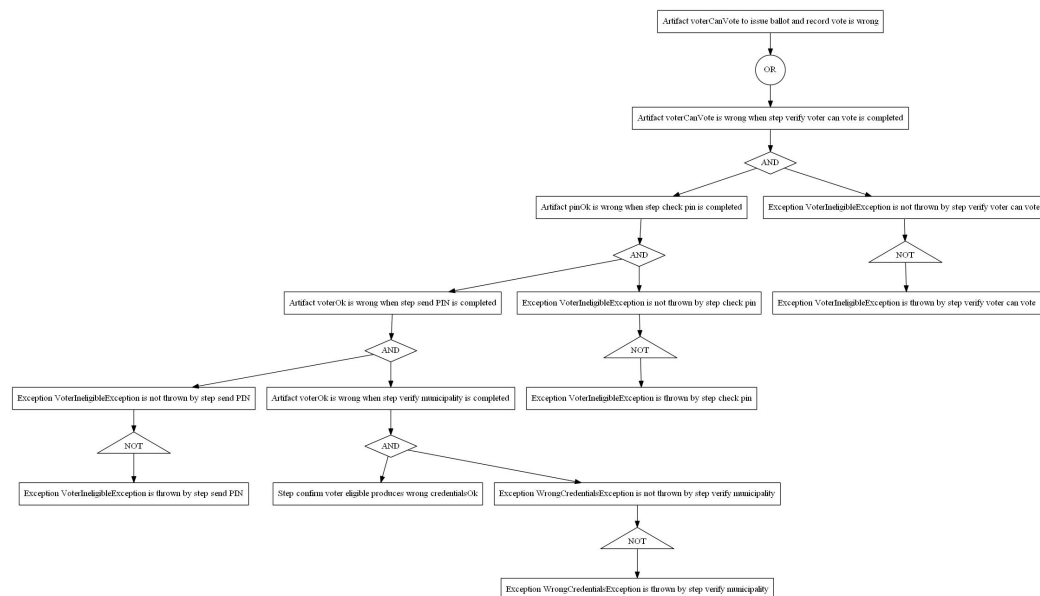 Artifact voterCanVote to issue ballot and record vote is wrong
OR
Artifact voterCanVote is wrong when step verify voter can vote is completed
AND
Artifact pinOk is wrong when step check pin is completed
Exception VoterIneligibleException is not thrown by step verify voter can vote
AND
NOT
Artifact voterOk is wrong when step send PIN is completed
Exception VoterIneligibleException is not thrown by step check pin
Exception VoterIneligibleException is thrown by step verify voter can vote
AND
NOT
Exception VoterIneligibleException is not thrown by step send PIN
Artifact voterOk is wrong when step verify municipality is completed
Exception VoterIneligibleException is thrown by step check pin
NOT
AND
Exception VoterIneligibleException is thrown by step send PIN
Step confirm voter eligible produces wrong credentialsOk
Exception WrongCredentialsException is not thrown by step verify municipality
NOT
Exception WrongCredentialsException is thrown by step verify municipality